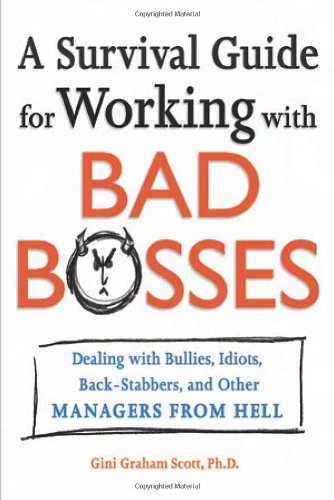 A Survival Guide
for Working with
BAD
BOSSES
Dealing with Bullies, Idiots,
Back-Stabbers, and Other
MANAGERS FROM HELL
Gini Graham Scott, Ph.D.